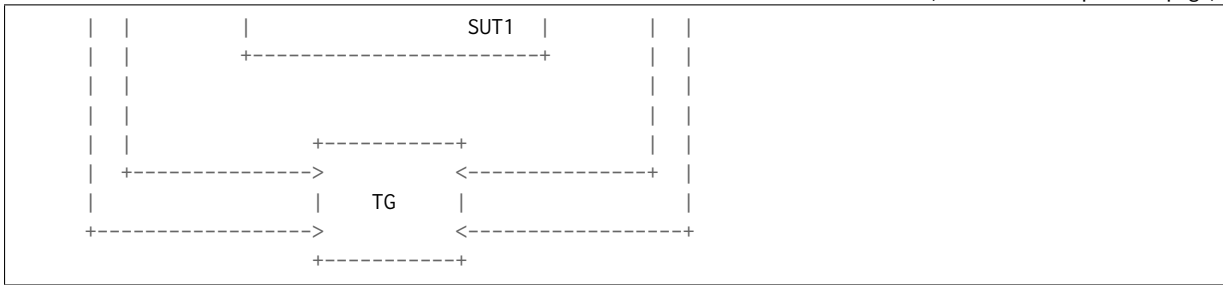 |  |         |                  SUT1  |        |  |
|  |         +------------------------+        |  |
|  |                                           |  |
|  |                                           |  |
|  |               +-----------+               |  |
|  +--------------->           <---------------+  |
|                  |    TG     |                  |
+------------------>           <------------------+
                   +-----------+